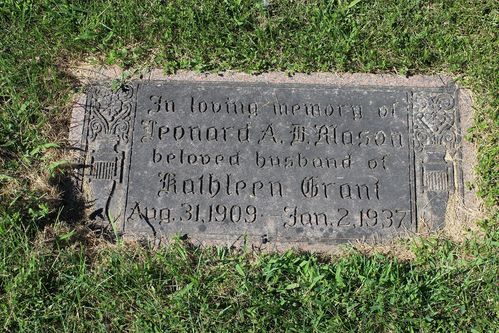 In loving memory of
Leonard A. H. Mason
beloved husband of
Kathleen Grant
Aug. 31, 1909 - Jan. 2, 1937